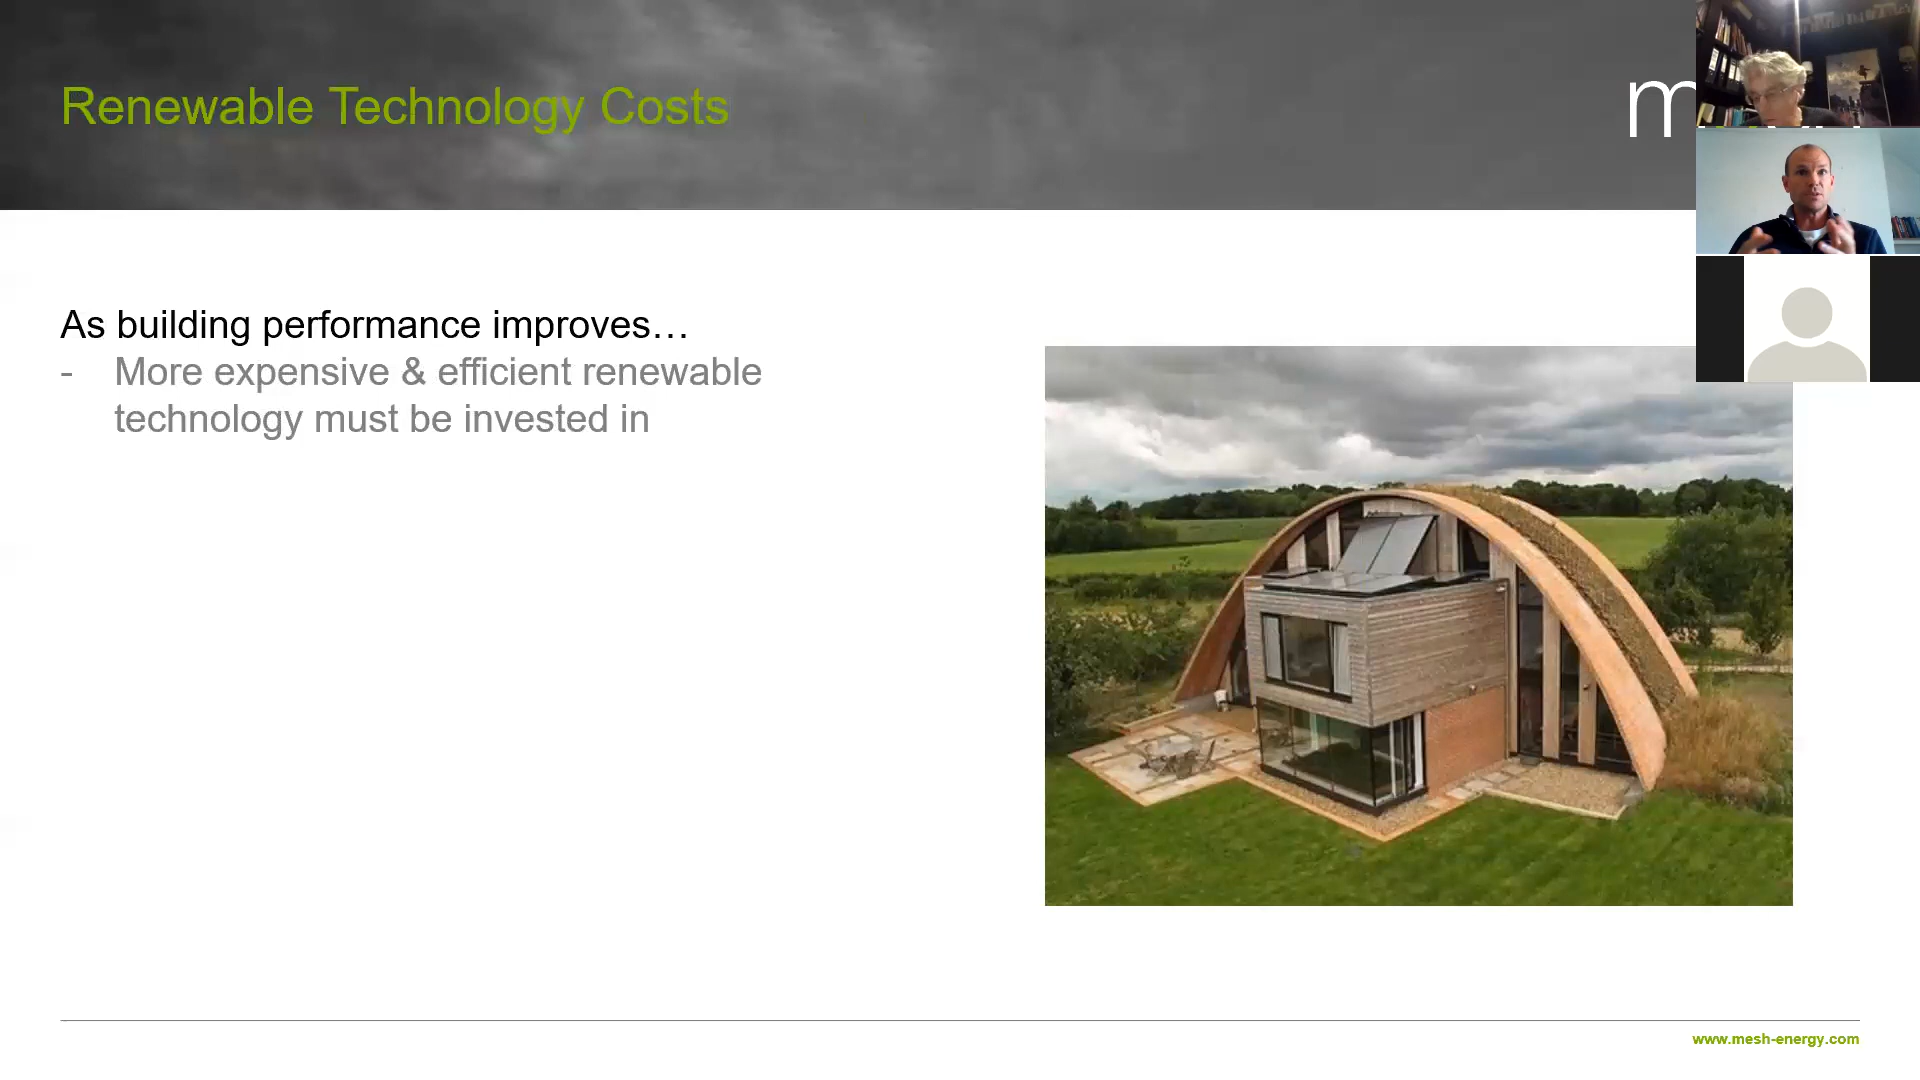 Renewable Technology Costs
As building performance improves…
- More expensive & efficient renewable
technology must be invested in
www.mesh-energy.com